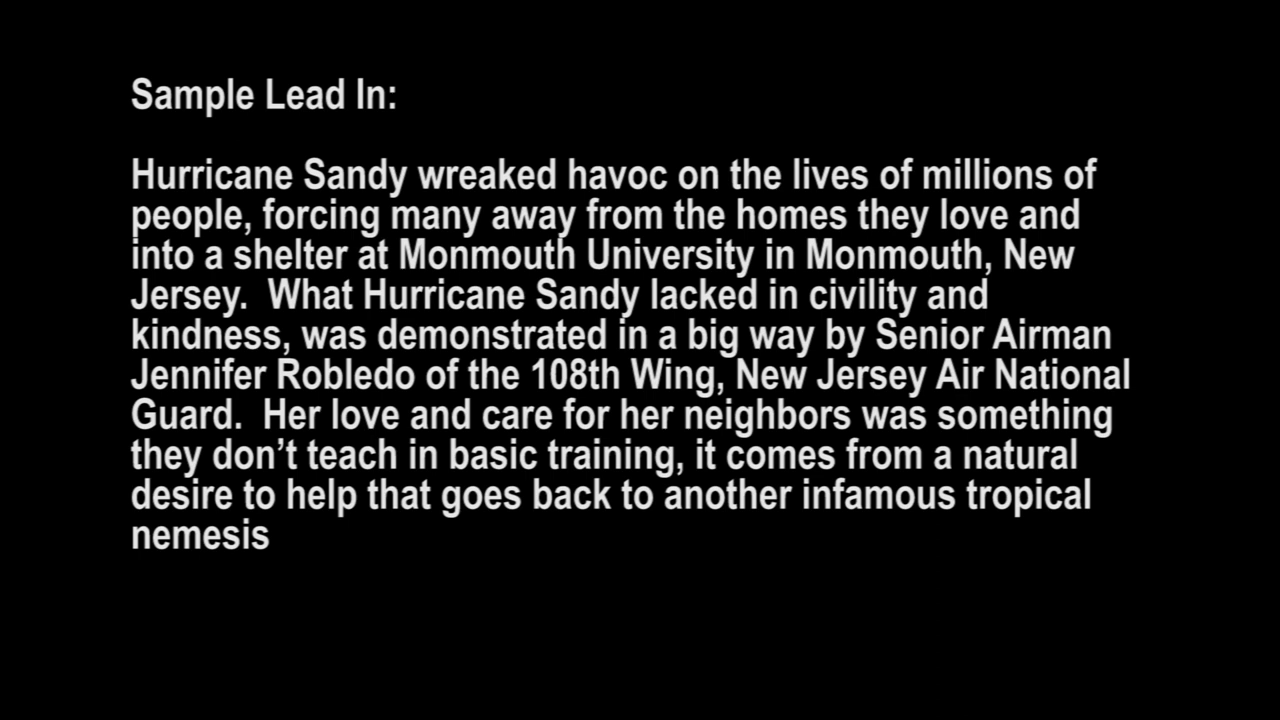 Sample Lead In:
Hurricane Sandy wreaked havoc on the lives of millions of
people, forcing many away from the homes they love and
into a shelter at Monmouth University in Monmouth, New
Jersey.  What Hurricane Sandy lacked in civility and
kindness, was demonstrated in a big way by Senior Airman
Jennifer Robledo of the 108th Wing, New Jersey Air National
Guard.  Her love and care for her neighbors was something
they don’t teach in basic training, it comes from a natural
desire to help that goes back to another infamous tropical
nemesis